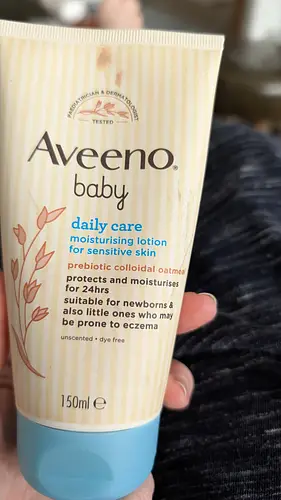 PAEDIATRICIAN & DERMATOLOGIST
TESTED
Aveeno®
baby
daily care
moisturising lotion
for sensitive skin
prebiotic colloidal oatmeal
protects and moisturises
for 24hrs
suitable for newborns &
also little ones who may
be prone to eczema
unscented • dye free
150ml ℮